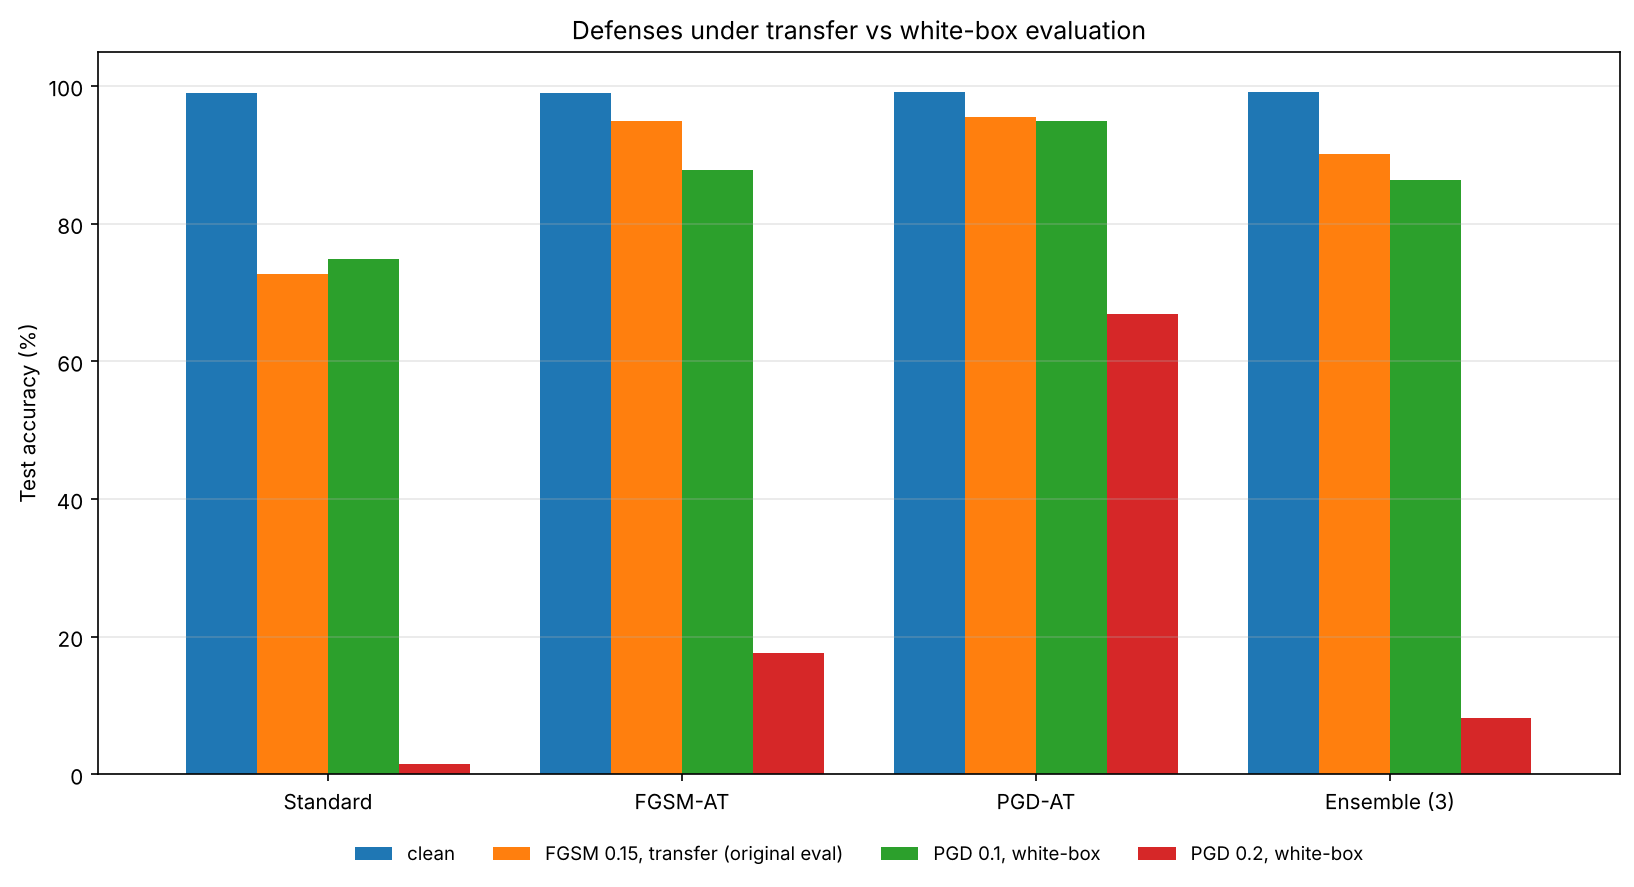 Defenses under transfer vs white-box evaluation
Test accuracy (%)
100
80
60
40
20
0
Standard
FGSM-AT
PGD-AT
Ensemble (3)
clean
FGSM 0.15, transfer (original eval)
PGD 0.1, white-box
PGD 0.2, white-box